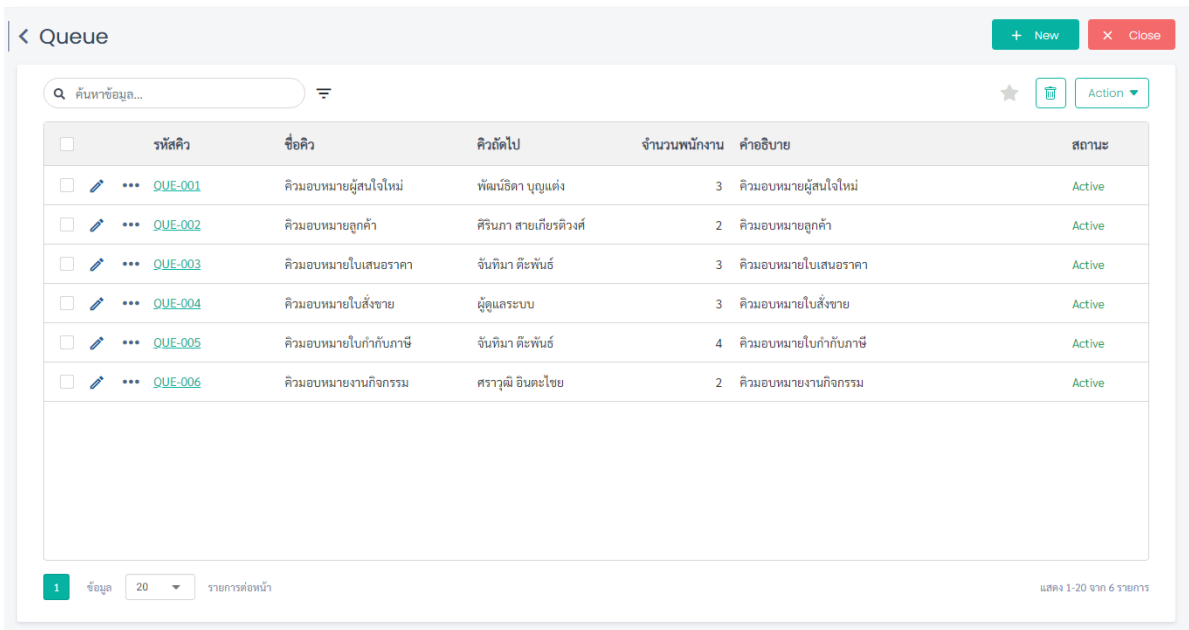 Queue
+ New
× Close
ค้นหาข้อมูล...
Action
รหัสคิว ชื่อคิว คิวถัดไป จำนวนพนักงาน คำอธิบาย สถานะ
QUE-001 คิวมอบหมายผู้สนใจใหม่ พัฒน์ธิดา บุญแต่ง 3 คิวมอบหมายผู้สนใจใหม่ Active
QUE-002 คิวมอบหมายลูกค้า ศิรินภา สายเกียรติวงศ์ 2 คิวมอบหมายลูกค้า Active
QUE-003 คิวมอบหมายใบเสนอราคา จันทิมา ต๊ะพันธ์ 3 คิวมอบหมายใบเสนอราคา Active
QUE-004 คิวมอบหมายใบสั่งขาย ผู้ดูแลระบบ 3 คิวมอบหมายใบสั่งขาย Active
QUE-005 คิวมอบหมายใบกำกับภาษี จันทิมา ต๊ะพันธ์ 4 คิวมอบหมายใบกำกับภาษี Active
QUE-006 คิวมอบหมายงานกิจกรรม ศราวุฒิ อินตะไชย 2 คิวมอบหมายงานกิจกรรม Active
1 ข้อมูล 20 รายการต่อหน้า แสดง 1-20 จาก 6 รายการ